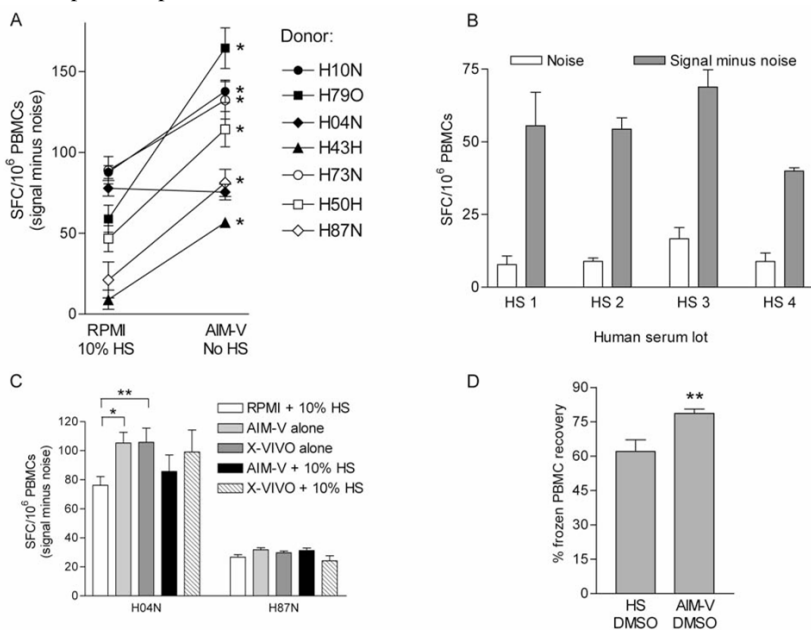 A
SFC/10⁶ PBMCs
(signal minus noise)
150
100
50
0
RPMI
10% HS
AIM-V
No HS
*
*
*
*
*
*
Donor:
H10N
H79O
H04N
H43H
H73N
H50H
H87N
B
Noise
Signal minus noise
SFC/10⁶ PBMCs
75
50
25
0
HS 1
HS 2
HS 3
HS 4
Human serum lot
C
**
*
RPMI + 10% HS
AIM-V alone
X-VIVO alone
AIM-V + 10% HS
X-VIVO + 10% HS
SFC/10⁶ PBMCs
(signal minus noise)
120
100
80
60
40
20
0
H04N
H87N
D
**
% frozen PBMC recovery
90
75
60
45
30
15
0
HS
DMSO
AIM-V
DMSO